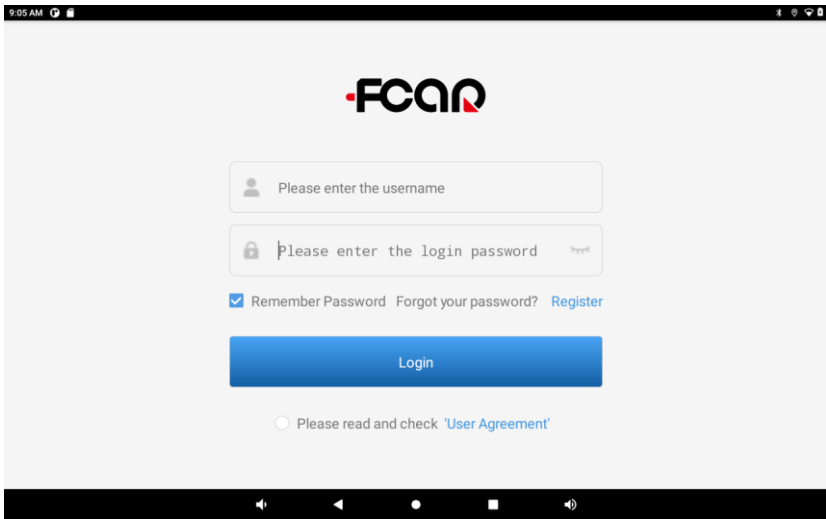 9:05 AM
FCAR
Please enter the username
Please enter the login password
Remember Password Forgot your password? Register
Login
Please read and check 'User Agreement'